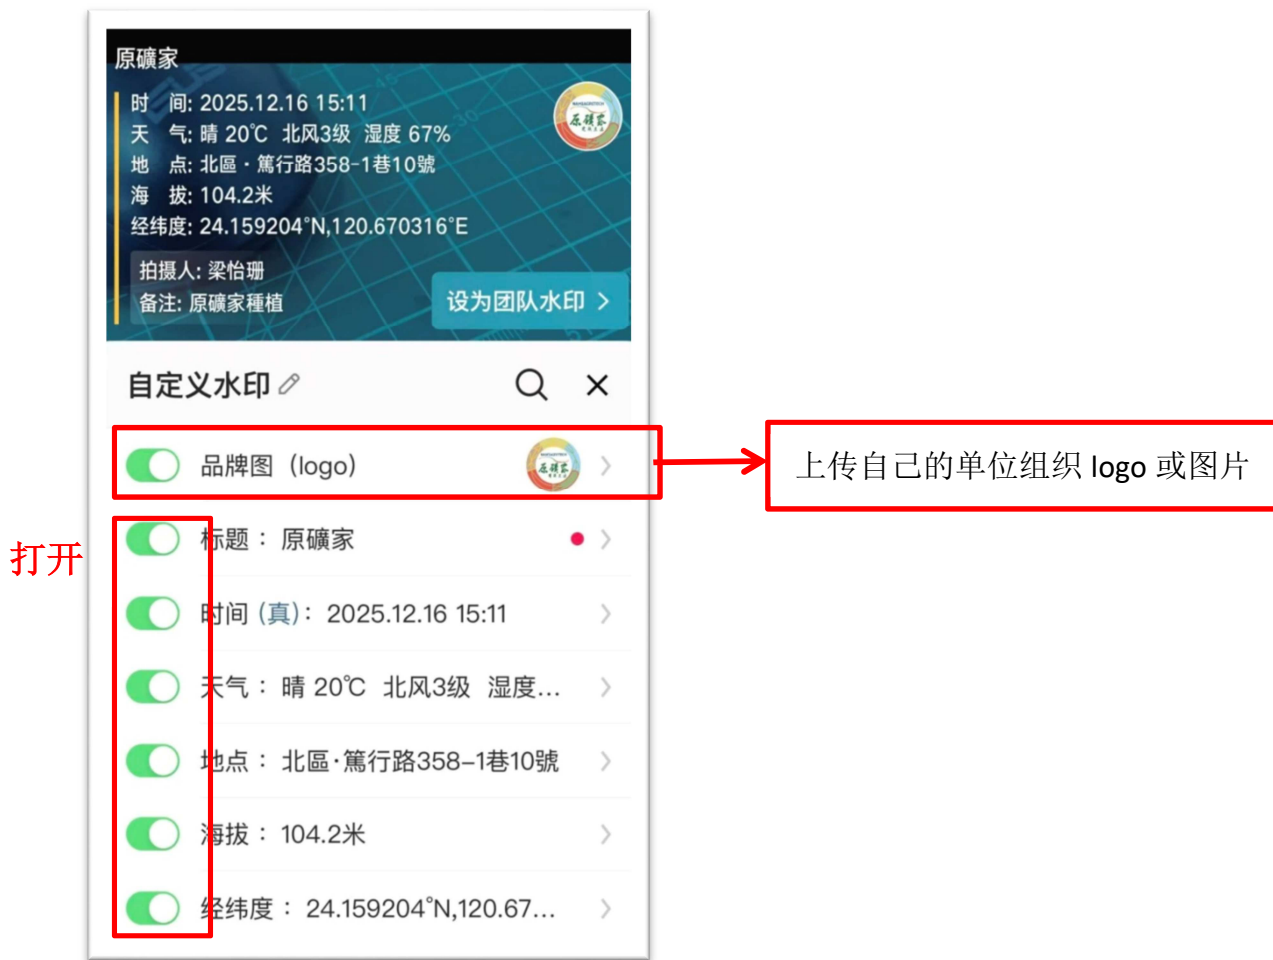 原礦家
时 间: 2025.12.16 15:11
天 气: 晴 20℃ 北风3级 湿度 67%
地 点: 北區·篤行路358-1巷10號
海 拔: 104.2米
经纬度: 24.159204°N,120.670316°E
拍摄人: 梁怡珊
备注: 原礦家種植
设为团队水印 >
原礦家
自定义水印
品牌图 (logo)
原礦家
上传自己的单位组织 logo 或图片
打开
标题： 原礦家
时间 (真)： 2025.12.16 15:11
天气： 晴 20℃ 北风3级 湿度...
地点： 北區·篤行路358-1巷10號
海拔： 104.2米
经纬度： 24.159204°N,120.67...